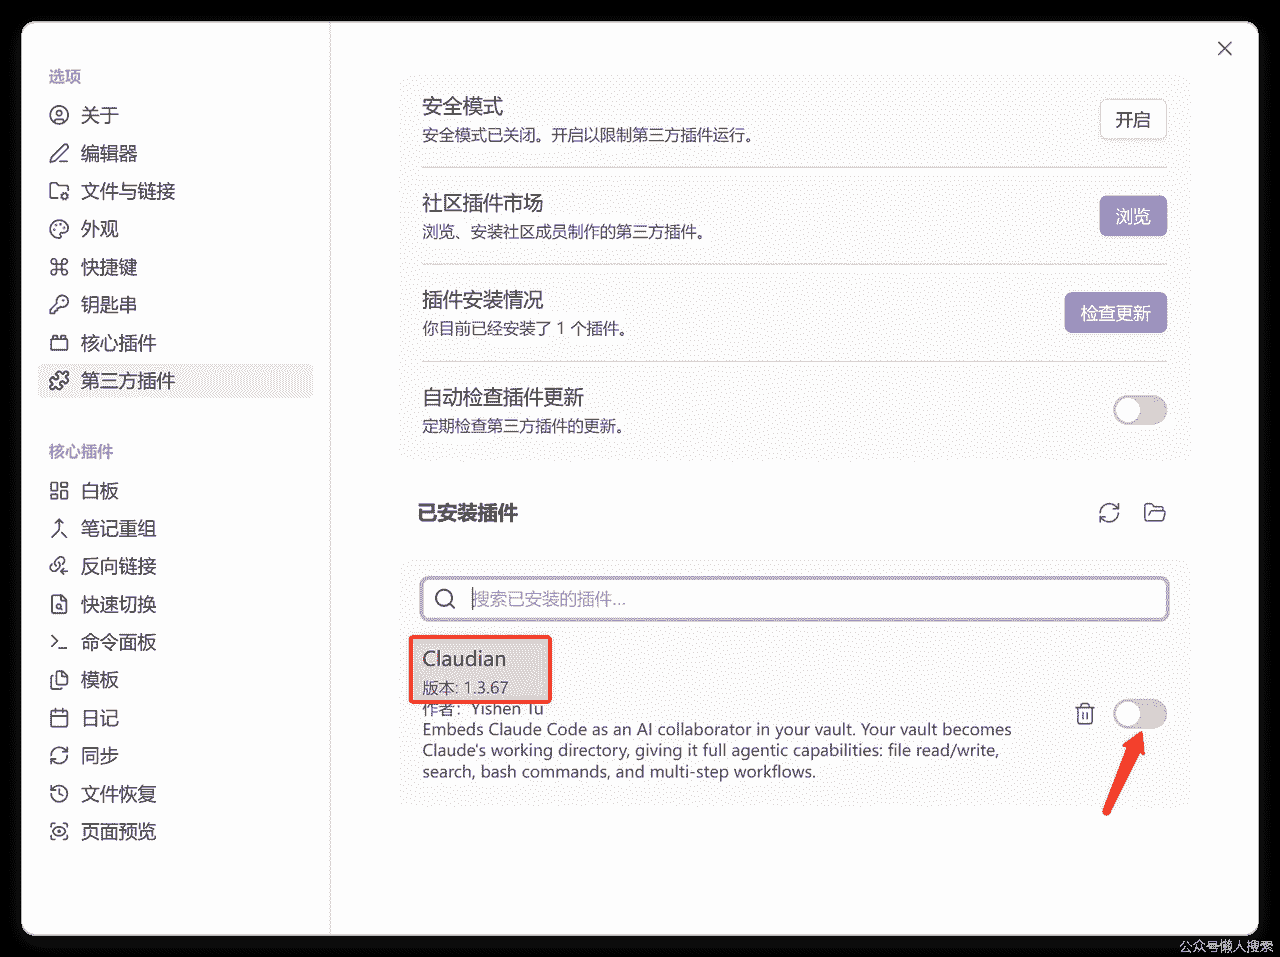 选项
关于
编辑器
文件与链接
外观
快捷键
钥匙串
核心插件
第三方插件
核心插件
白板
笔记重组
反向链接
快速切换
命令面板
模板
日记
同步
文件恢复
页面预览
安全模式
安全模式已关闭。开启以限制第三方插件运行。
开启
社区插件市场
浏览、安装社区成员制作的第三方插件。
浏览
插件安装情况
你目前已经安装了 1 个插件。
检查更新
自动检查插件更新
定期检查第三方插件的更新。
已安装插件
搜索已安装的插件...
Claudian
版本: 1.3.67
作者: Yishen Tu
Embeds Claude Code as an AI collaborator in your vault. Your vault becomes
Claude's working directory, giving it full agentic capabilities: file read/write,
search, bash commands, and multi-step workflows.
公众号懒人搜索